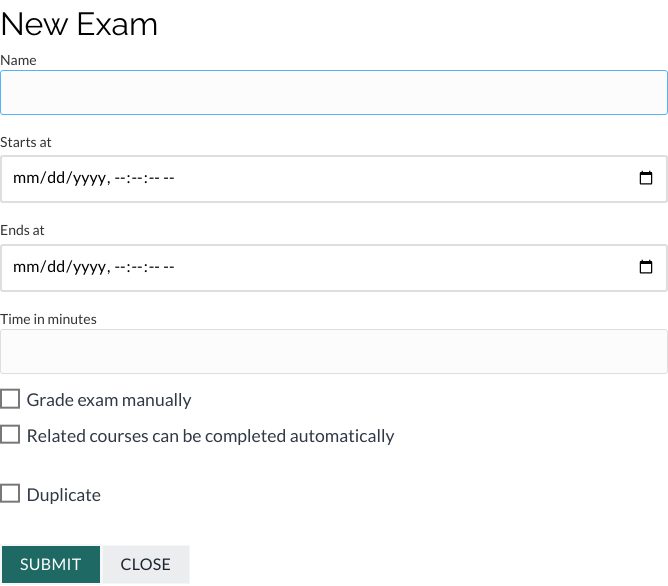 New Exam
Name
Starts at
mm/dd/yyyy, --:--:-- --
Ends at
mm/dd/yyyy, --:--:-- --
Time in minutes
Grade exam manually
Related courses can be completed automatically
Duplicate
SUBMIT CLOSE